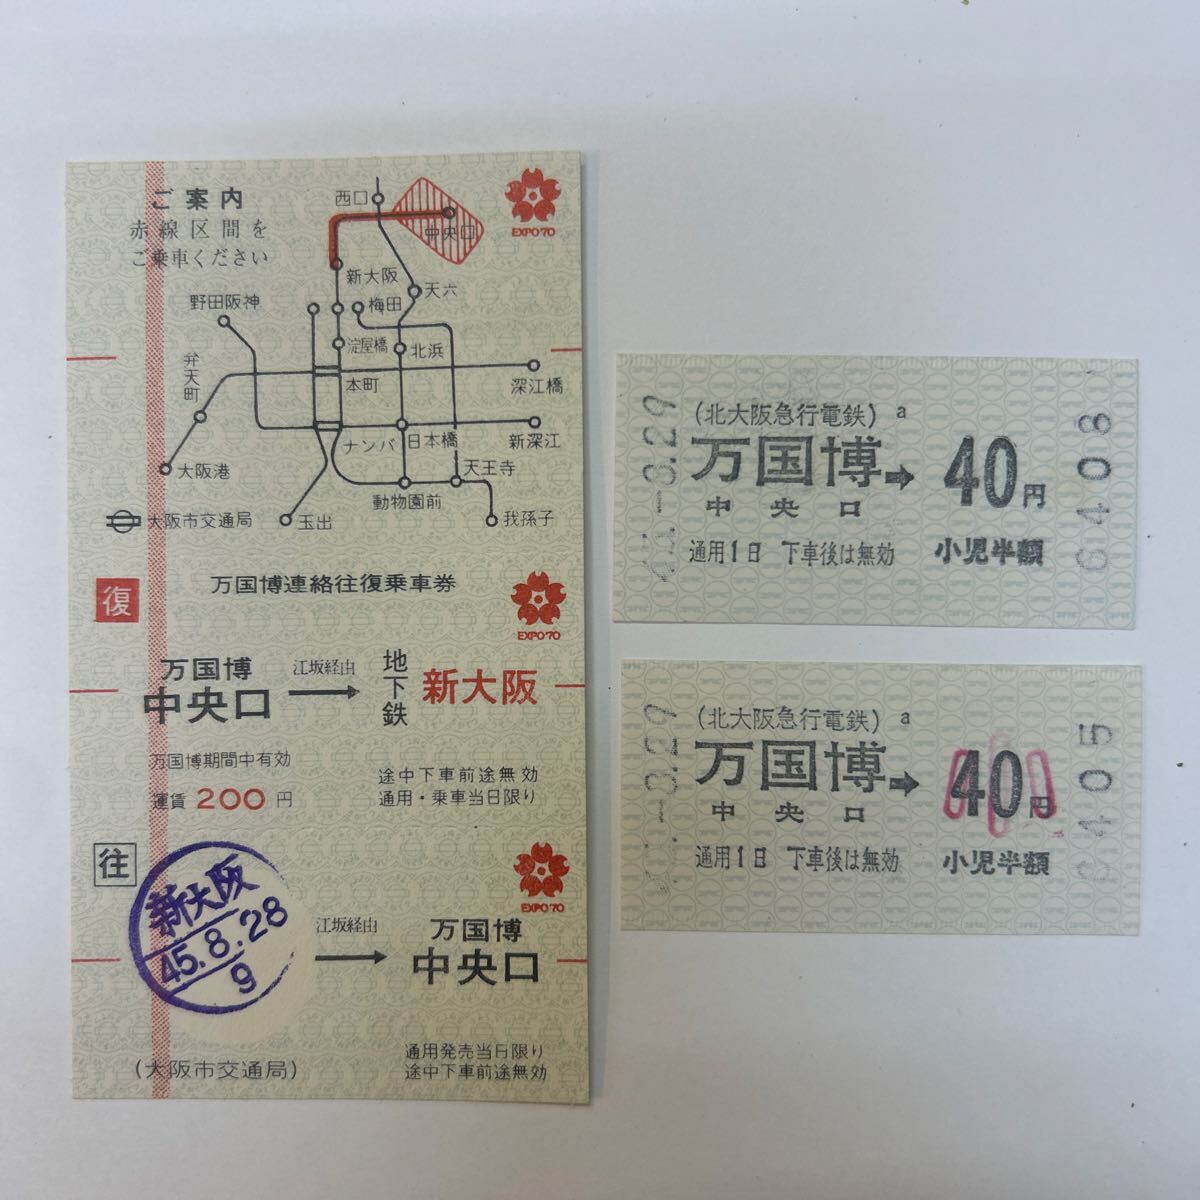 ご案内
赤線区間を
ご乗車ください
西口
中央口
EXPO'70
新大阪
野田阪神
梅田
天六
弁天町
淀屋橋
北浜
本町
深江橋
ナンバ
日本橋
新深江
大阪港
天王寺
動物園前
大阪市交通局
玉出
我孫子
復
万国博連絡往復乗車券
EXPO'70
万国博
中央口
江坂経由
地下鉄
新大阪
万国博期間中有効
運賃 200 円
途中下車前途無効
通用・乗車当日限り
往
新大阪
45.8.28
9
江坂経由
万国博
中央口
EXPO'70
(大阪市交通局)
通用発売当日限り
途中下車前途無効
(北大阪急行電鉄) a
万国博➡40円
中央口
通用1日 下車後は無効 小児半額
6408
(北大阪急行電鉄) a
万国博➡40円
中央口
通用1日 下車後は無効 小児半額
6405